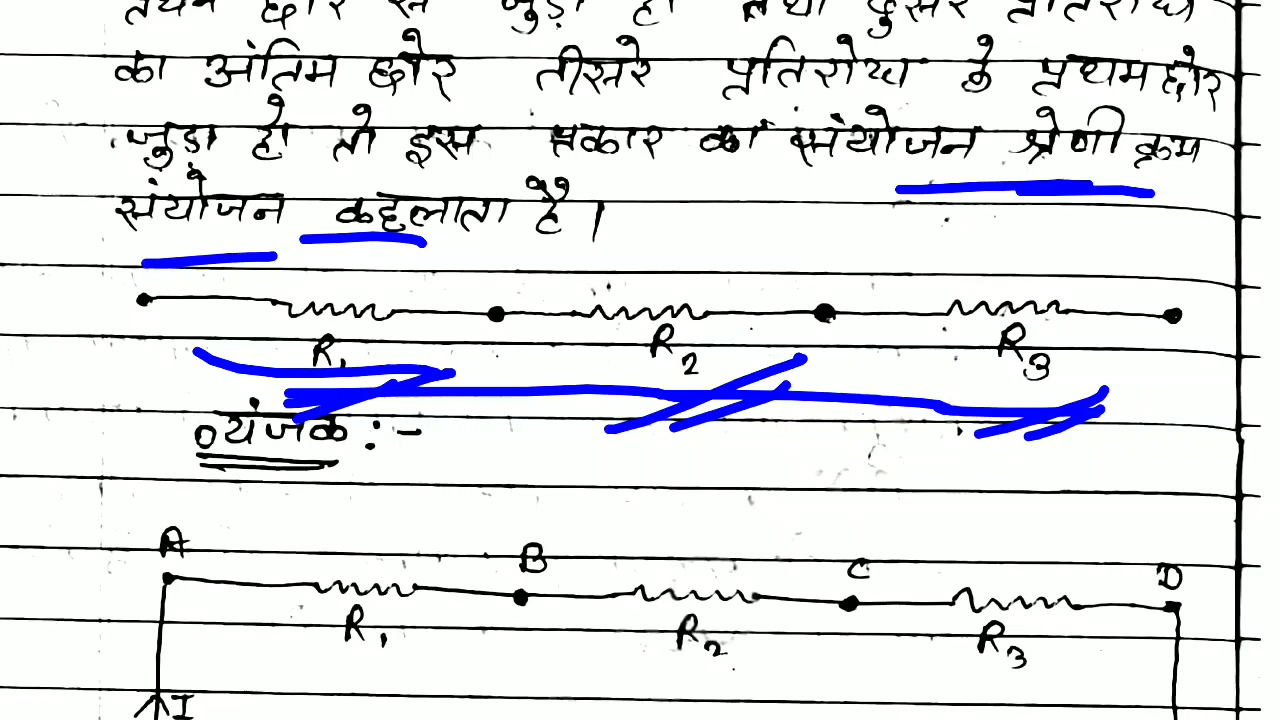 का अंतिम छोर तीसरे प्रतिरोध के प्रथम छोर
जुड़ा हो तो इस प्रकार का संयोजन श्रेणी क्रम
संयोजन कहलाता है।
R₁ R₂ R₃
व्यंजक :-
A B C D
R₁ R₂ R₃
I